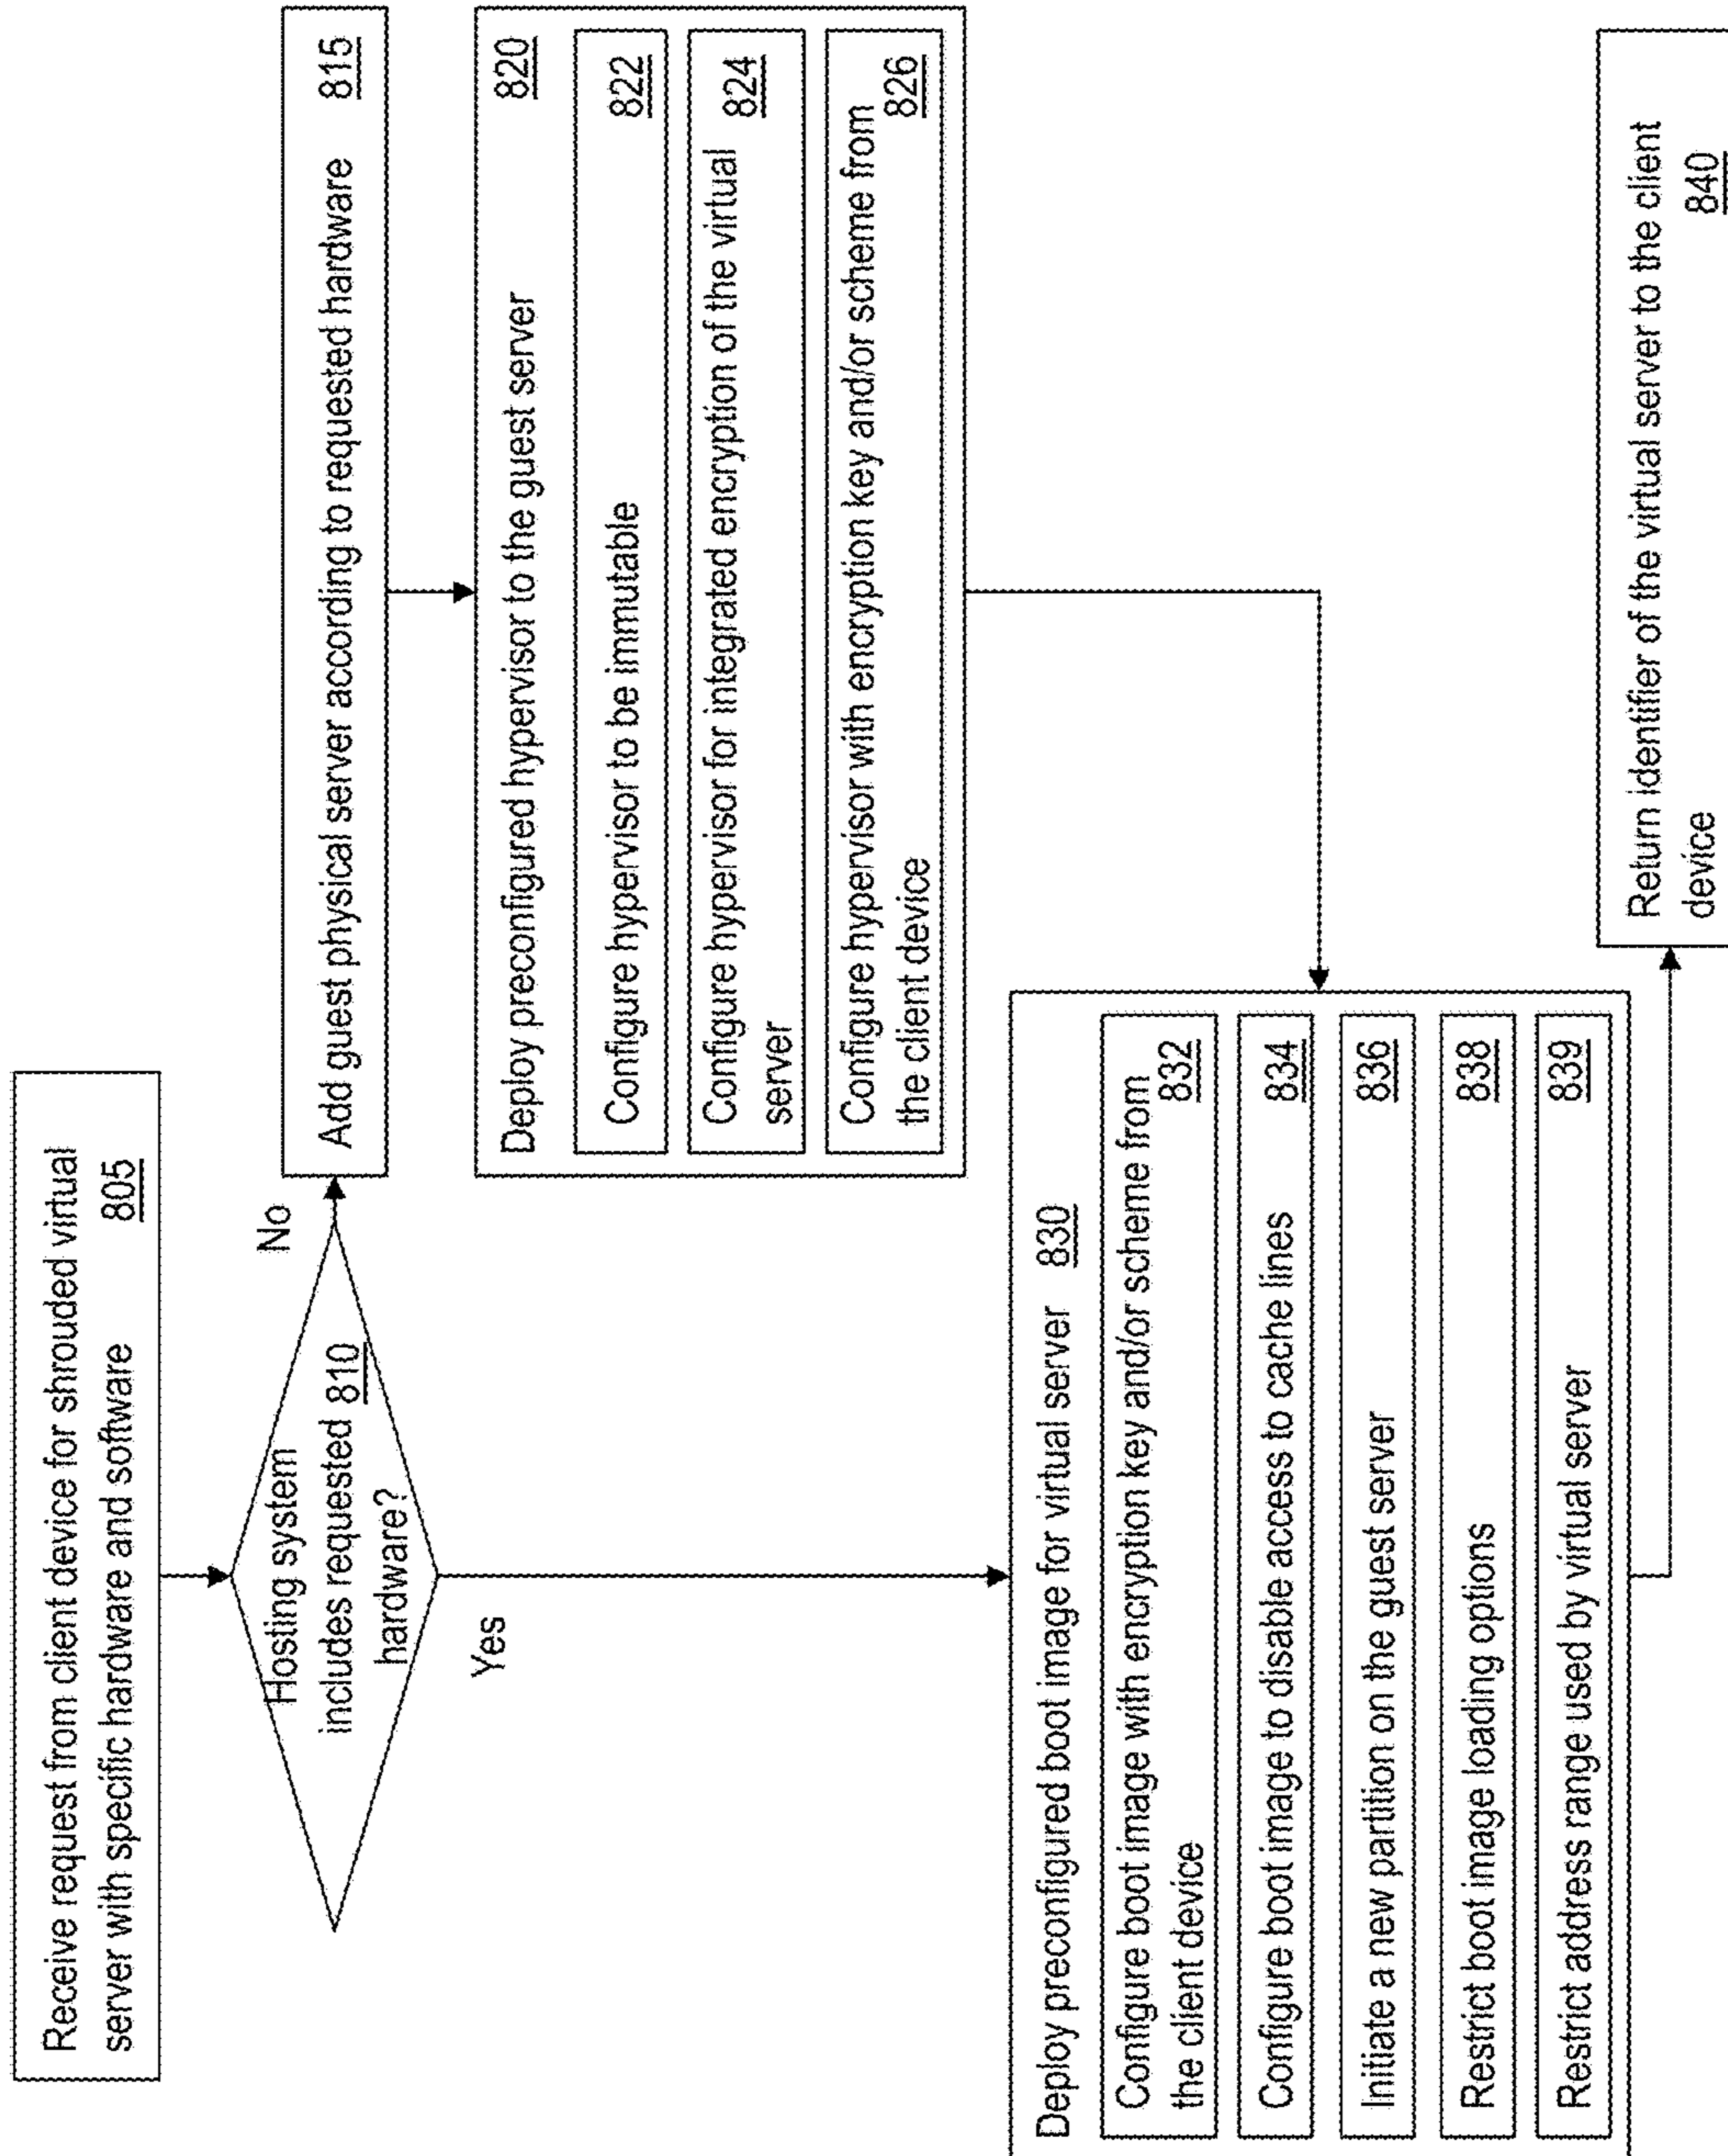 Receive request from client device for shrouded virtual
server with specific hardware and software 805
Hosting system
includes requested 810
hardware?
No
Yes
Add guest physical server according to requested hardware 815
Deploy preconfigured hypervisor to the guest server 820
Configure hypervisor to be immutable 822
Configure hypervisor for integrated encryption of the virtual
server 824
Configure hypervisor with encryption key and/or scheme from
the client device 826
Deploy preconfigured boot image for virtual server 830
Configure boot image with encryption key and/or scheme from
the client device 832
Configure boot image to disable access to cache lines 834
Initiate a new partition on the guest server 836
Restrict boot image loading options 838
Restrict address range used by virtual server 839
Return identifier of the virtual server to the client
device 840